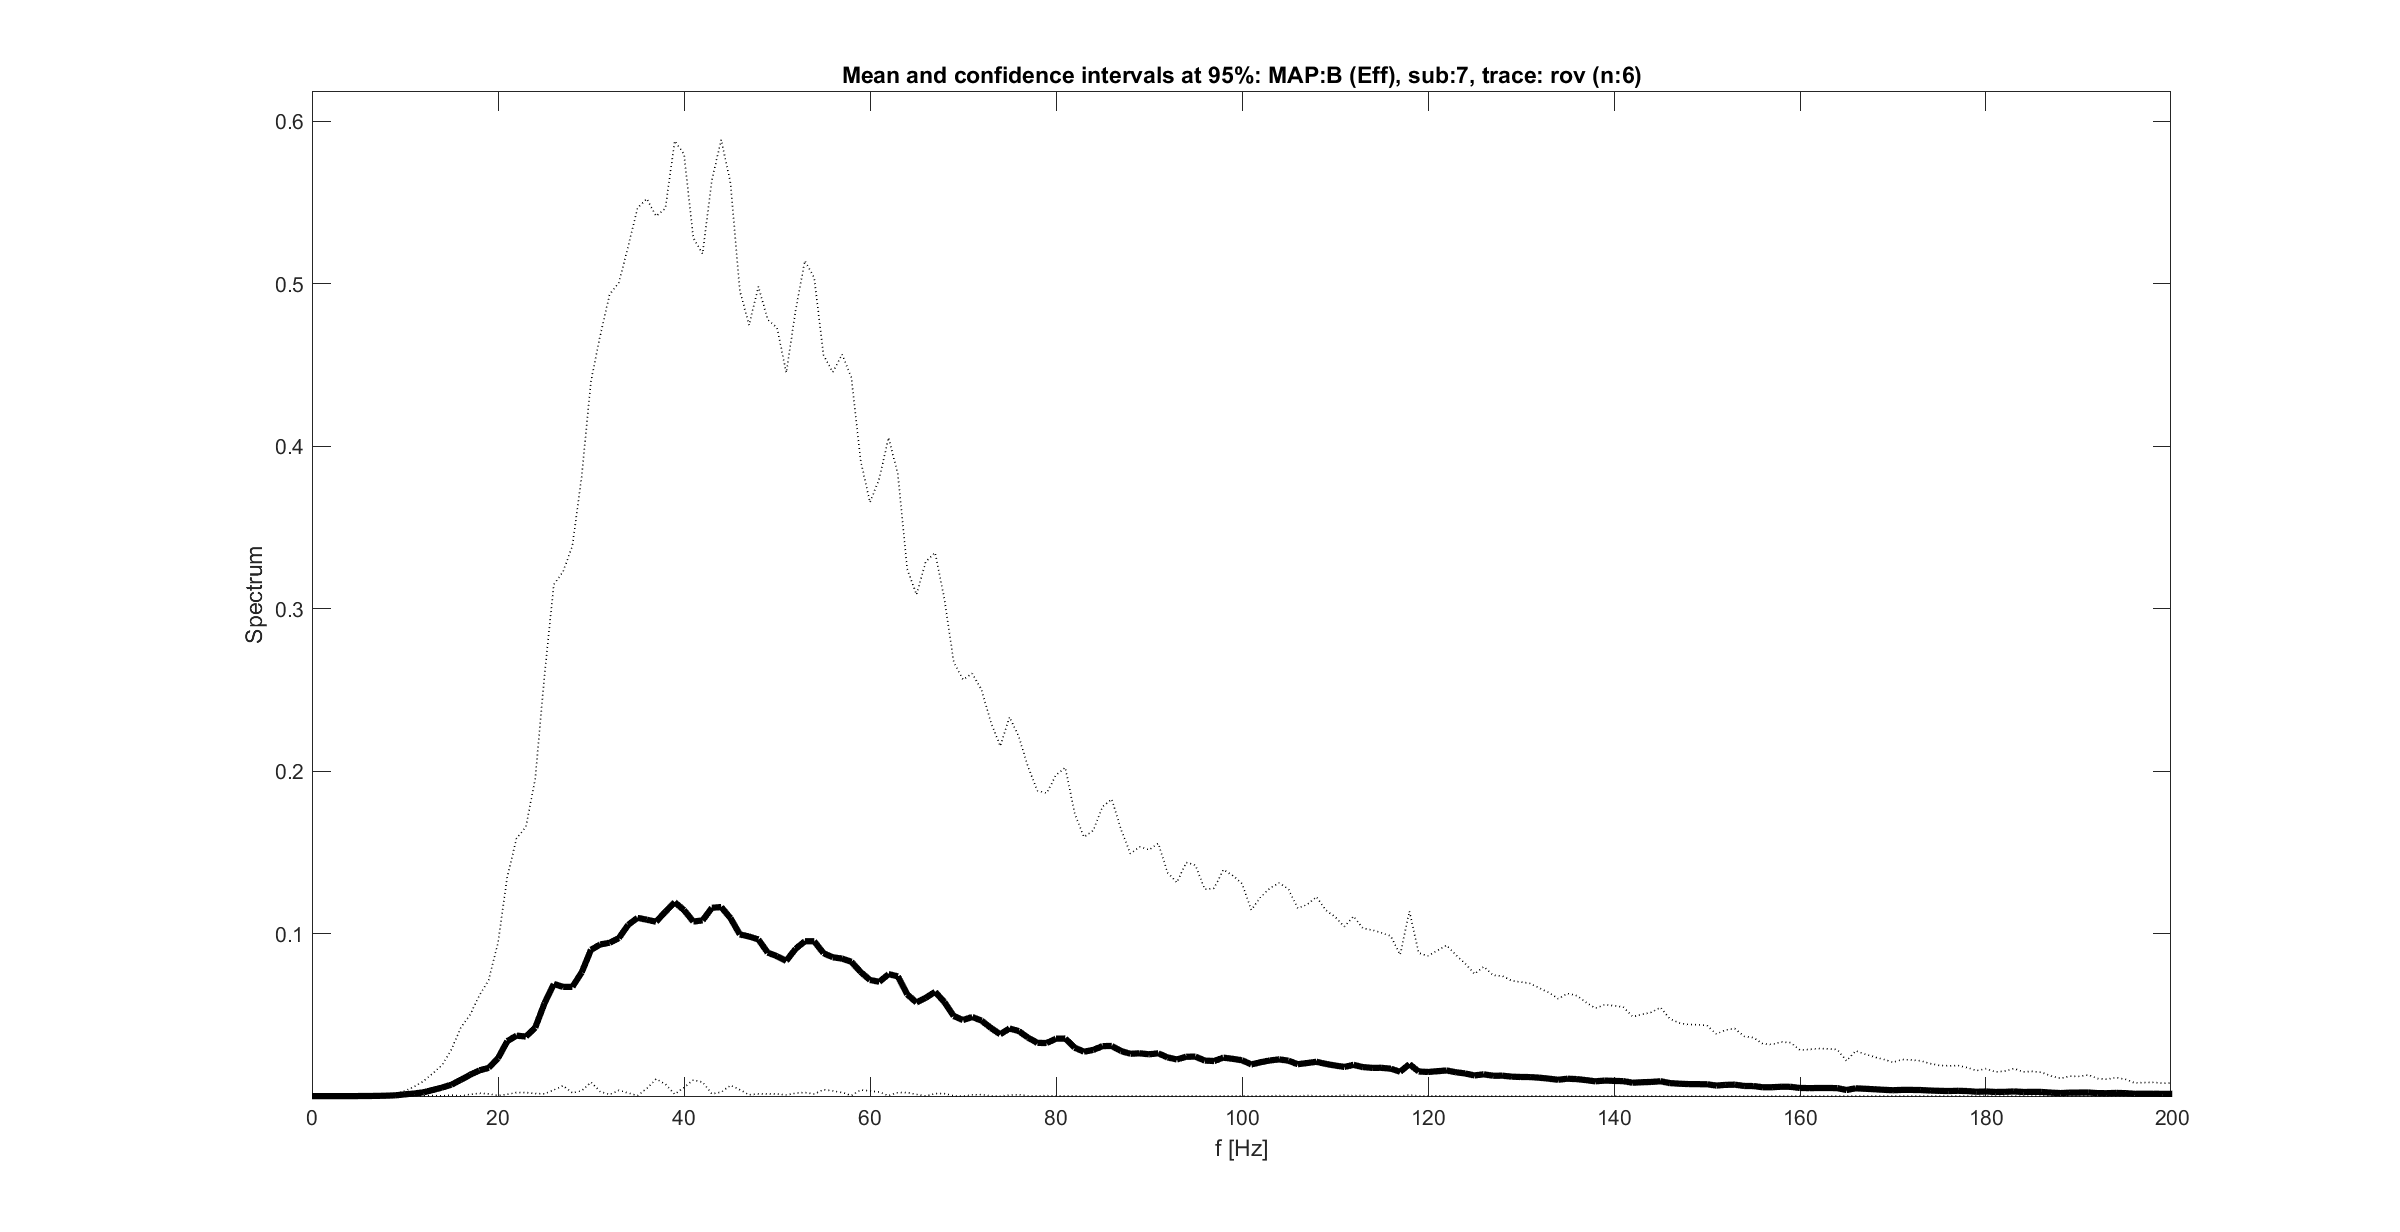 Mean and confidence intervals at 95%: MAP:B (Eff), sub:7, trace: rov (n:6)
0.6
0.5
0.4
0.3
0.2
0.1
Spectrum
0 20 40 60 80 100 120 140 160 180 200
f [Hz]